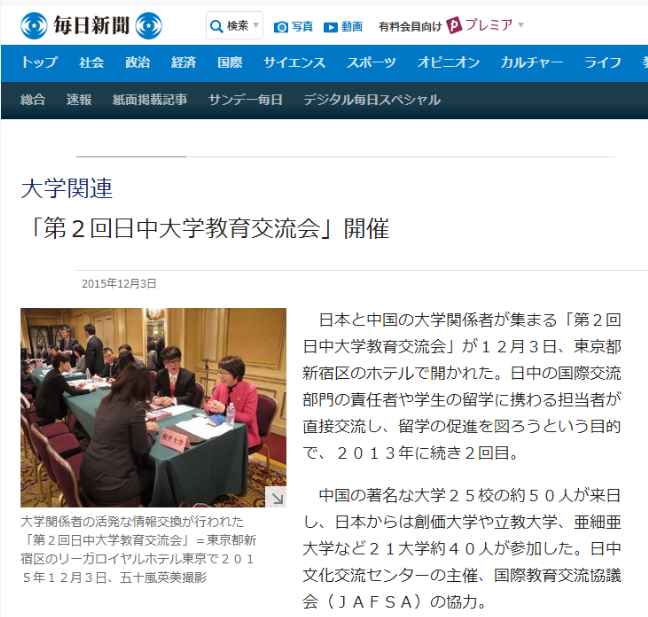 毎日新聞
検索
写真
動画
有料会員向け
プレミア
トップ 社会 政治 経済 国際 サイエンス スポーツ オピニオン カルチャー ライフ
総合 速報 紙面掲載記事 サンデー毎日 デジタル毎日スペシャル
大学関連
「第２回日中大学教育交流会」開催
2015年12月3日
大学関係者の活発な情報交換が行われた
「第２回日中大学教育交流会」＝東京都新
宿区のリーガロイヤルホテル東京で２０１
５年１２月３日、五十嵐英美撮影
日本と中国の大学関係者が集まる「第２回
日中大学教育交流会」が１２月３日、東京都
新宿区のホテルで開かれた。日中の国際交流
部門の責任者や学生の留学に携わる担当者が
直接交流し、留学の促進を図ろうという目的
で、２０１３年に続き２回目。
中国の著名な大学２５校の約５０人が来日
し、日本からは創価大学や立教大学、亜細亜
大学など２１大学約４０人が参加した。日中
文化交流センターの主催、国際教育交流協議
会（ＪＡＦＳＡ）の協力。